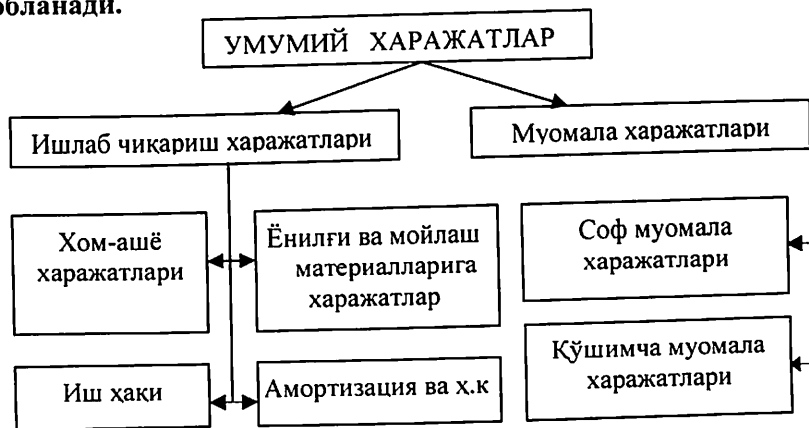 обланади.
УМУМИЙ ХАРАЖАТЛАР
Ишлаб чиқариш харажатлари
Муомала харажатлари
Хом-ашё
харажатлари
Ёнилғи ва мойлаш
материалларига
харажатлар
Соф муомала
харажатлари
Иш ҳақи
Амортизация ва ҳ.к
Қўшимча муомала
харажатлари